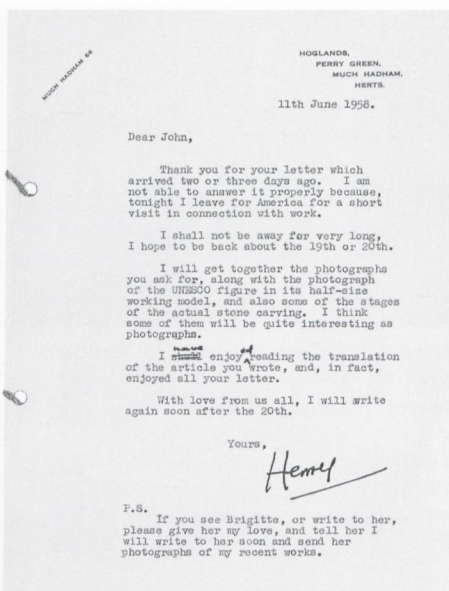 MUCH HADHAM 66
HOGLANDS,
PERRY GREEN,
MUCH HADHAM,
HERTS.
11th June 1958.
Dear John,
Thank you for your letter which
arrived two or three days ago. I am
not able to answer it properly because,
tonight I leave for America for a short
visit in connection with work.
I shall not be away for very long,
I hope to be back about the 19th or 20th.
I will get together the photographs
you ask for, along with the photograph
of the UNESCO figure in its half-size
working model, and also some of the stages
of the actual stone carving. I think
some of them will be quite interesting as
photographs.
I have enjoyed reading the translation
of the article you wrote, and, in fact,
enjoyed all your letter.
With love from us all, I will write
again soon after the 20th.
Yours,
Henry
P.S.
If you see Brigitte, or write to her,
please give her my love, and tell her I
will write to her soon and send her
photographs of my recent works.